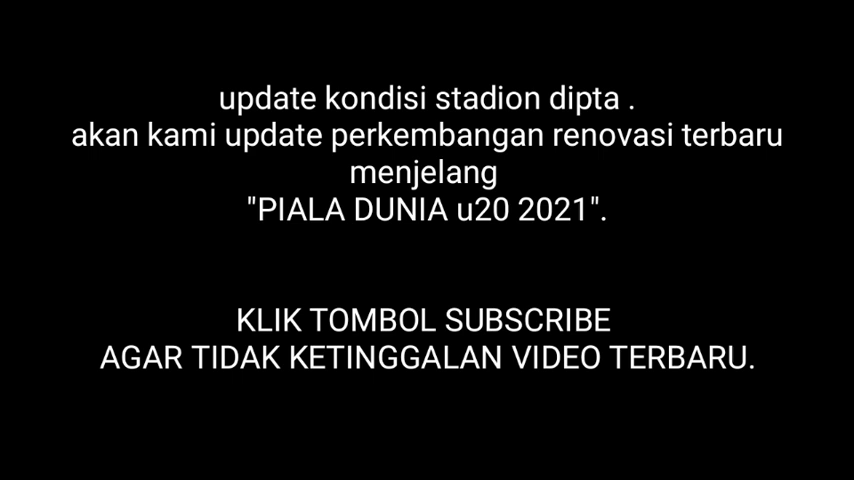 update kondisi stadion dipta .
akan kami update perkembangan renovasi terbaru
menjelang
"PIALA DUNIA u20 2021".
KLIK TOMBOL SUBSCRIBE
AGAR TIDAK KETINGGALAN VIDEO TERBARU.